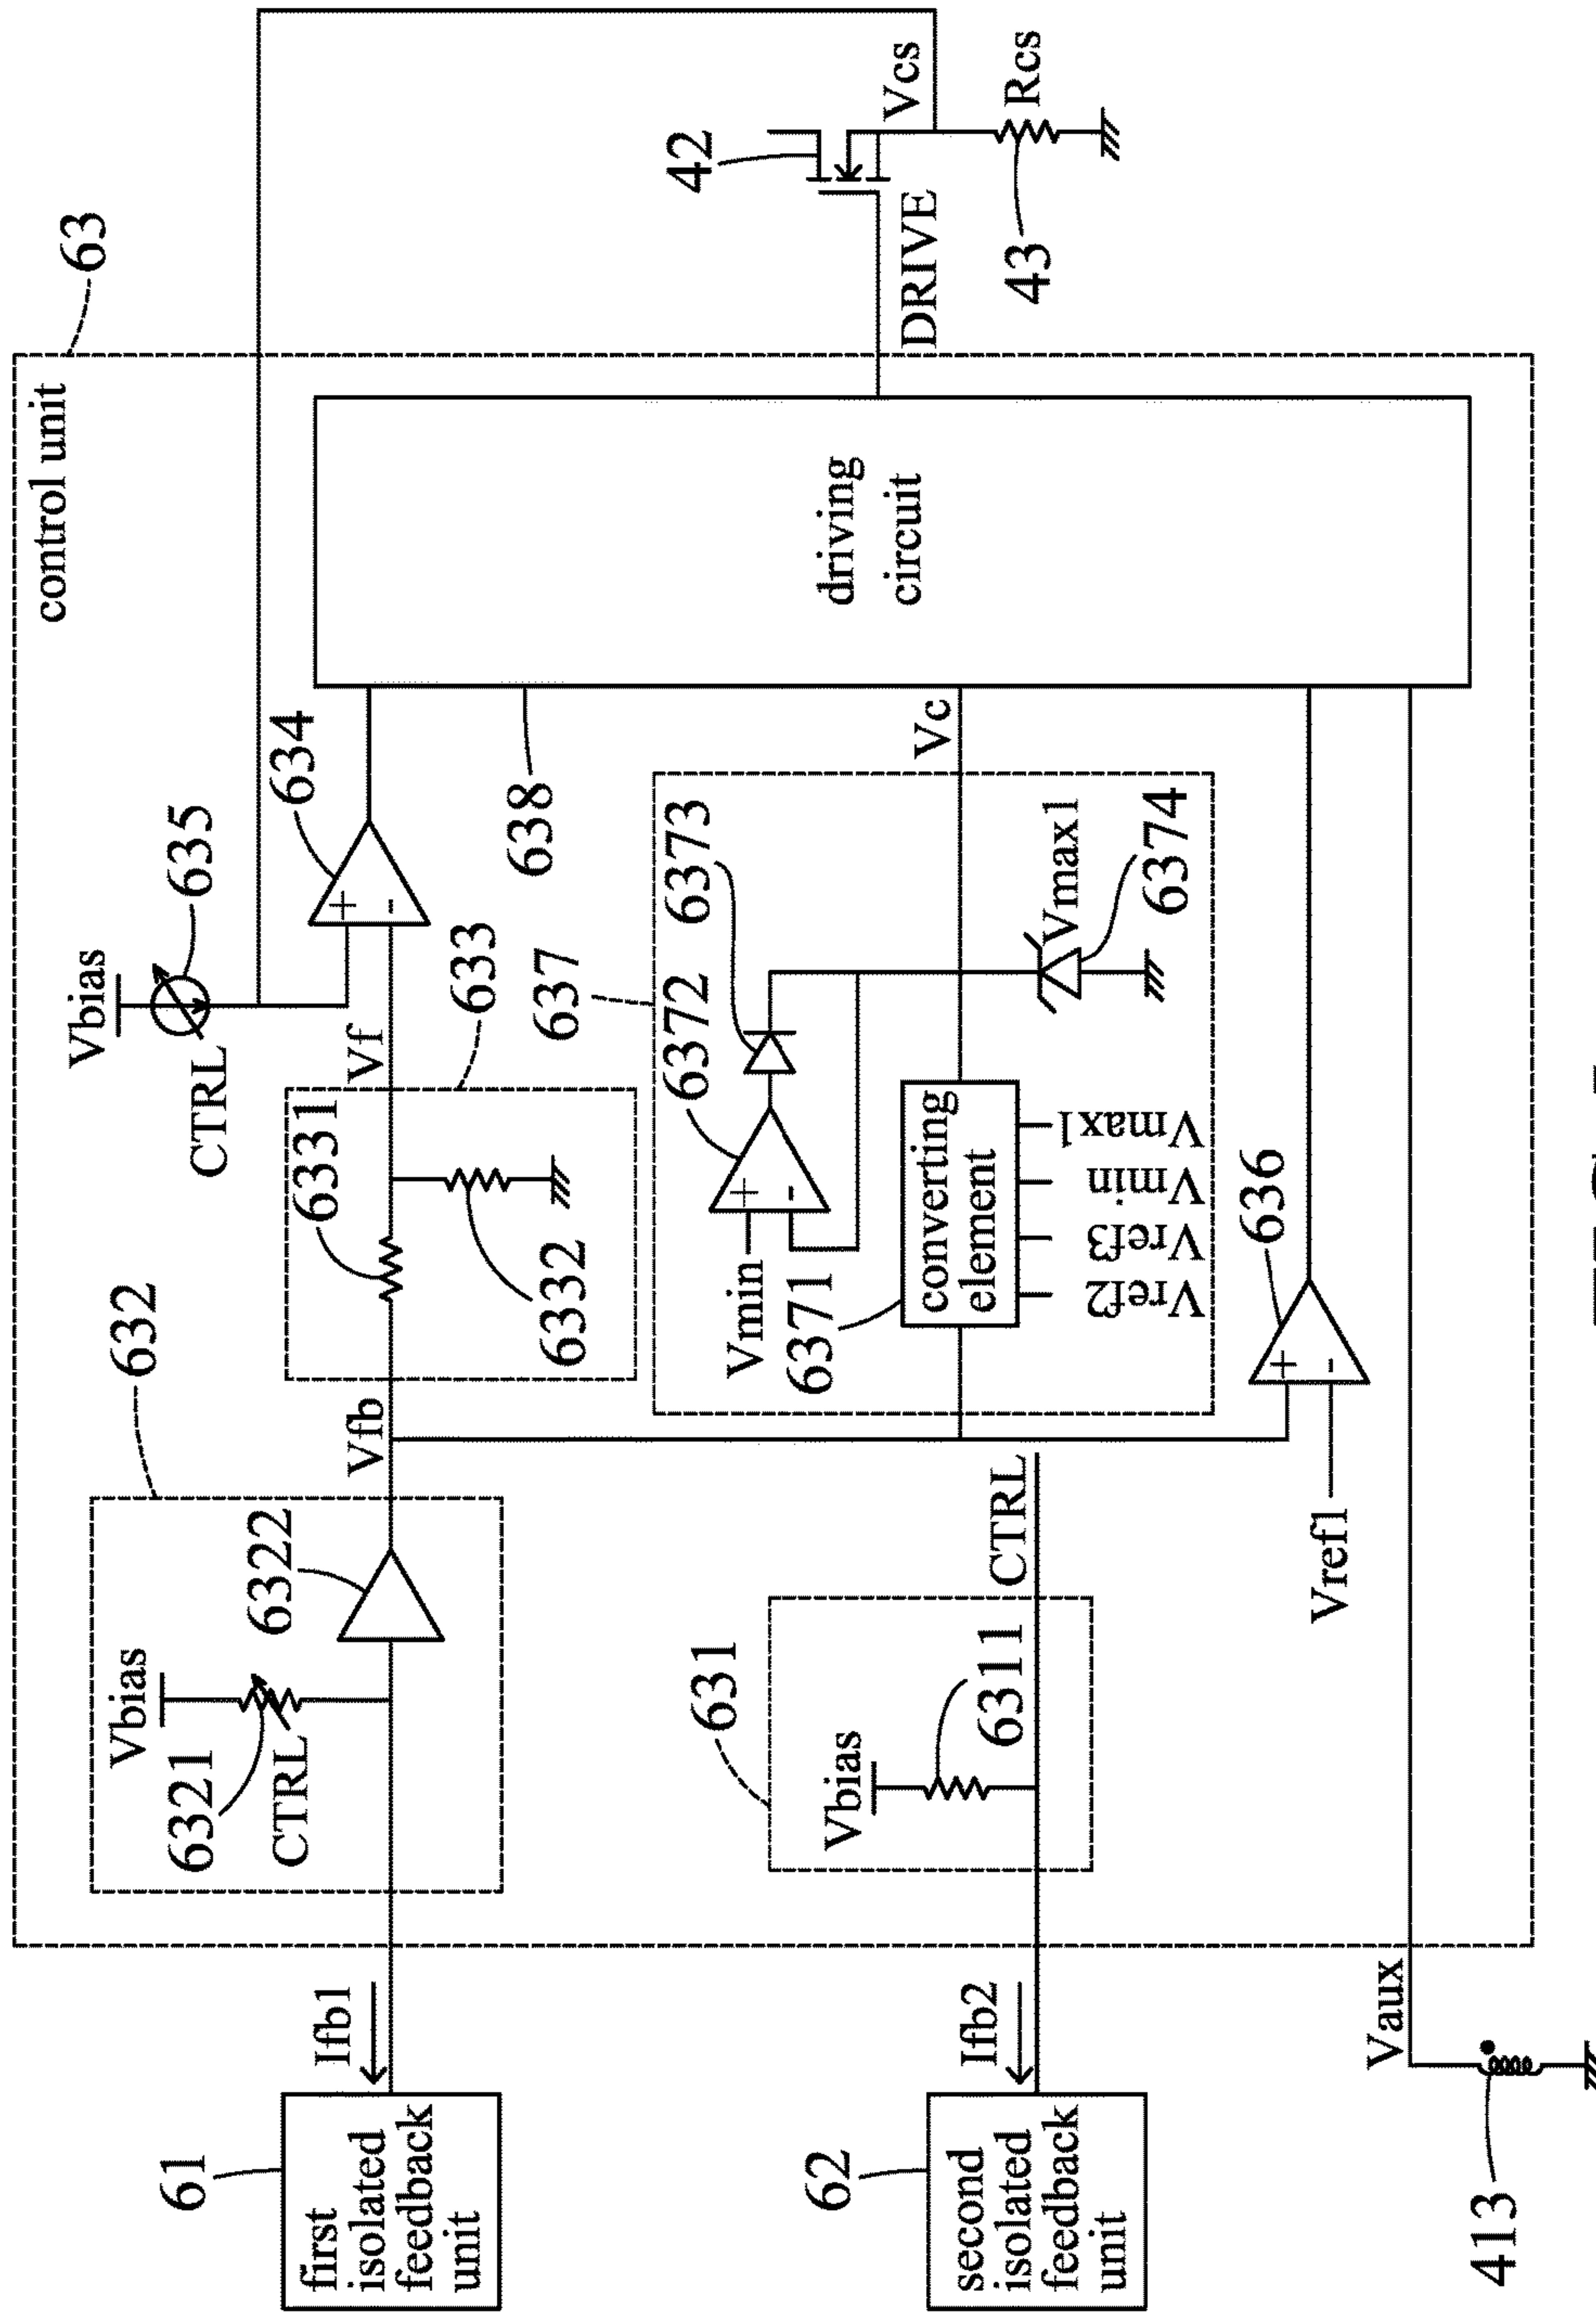 control unit
63
Vbias
635
CTRL
634
+
-
638
Vbias
6321
CTRL
6322
632
Vfb
6331
6332
633
Vf
61
first
isolated
feedback
unit
Ifb1
637
Vmin
+
-
6372
6373
6371
converting
element
Vref2
Vref3
Vmin
Vmax1
Vmax1
6374
Vc
driving
circuit
DRIVE
42
Vcs
43
Rcs
62
second
isolated
feedback
unit
Ifb2
631
Vbias
6311
CTRL
Vref1
+
-
636
Vaux
413